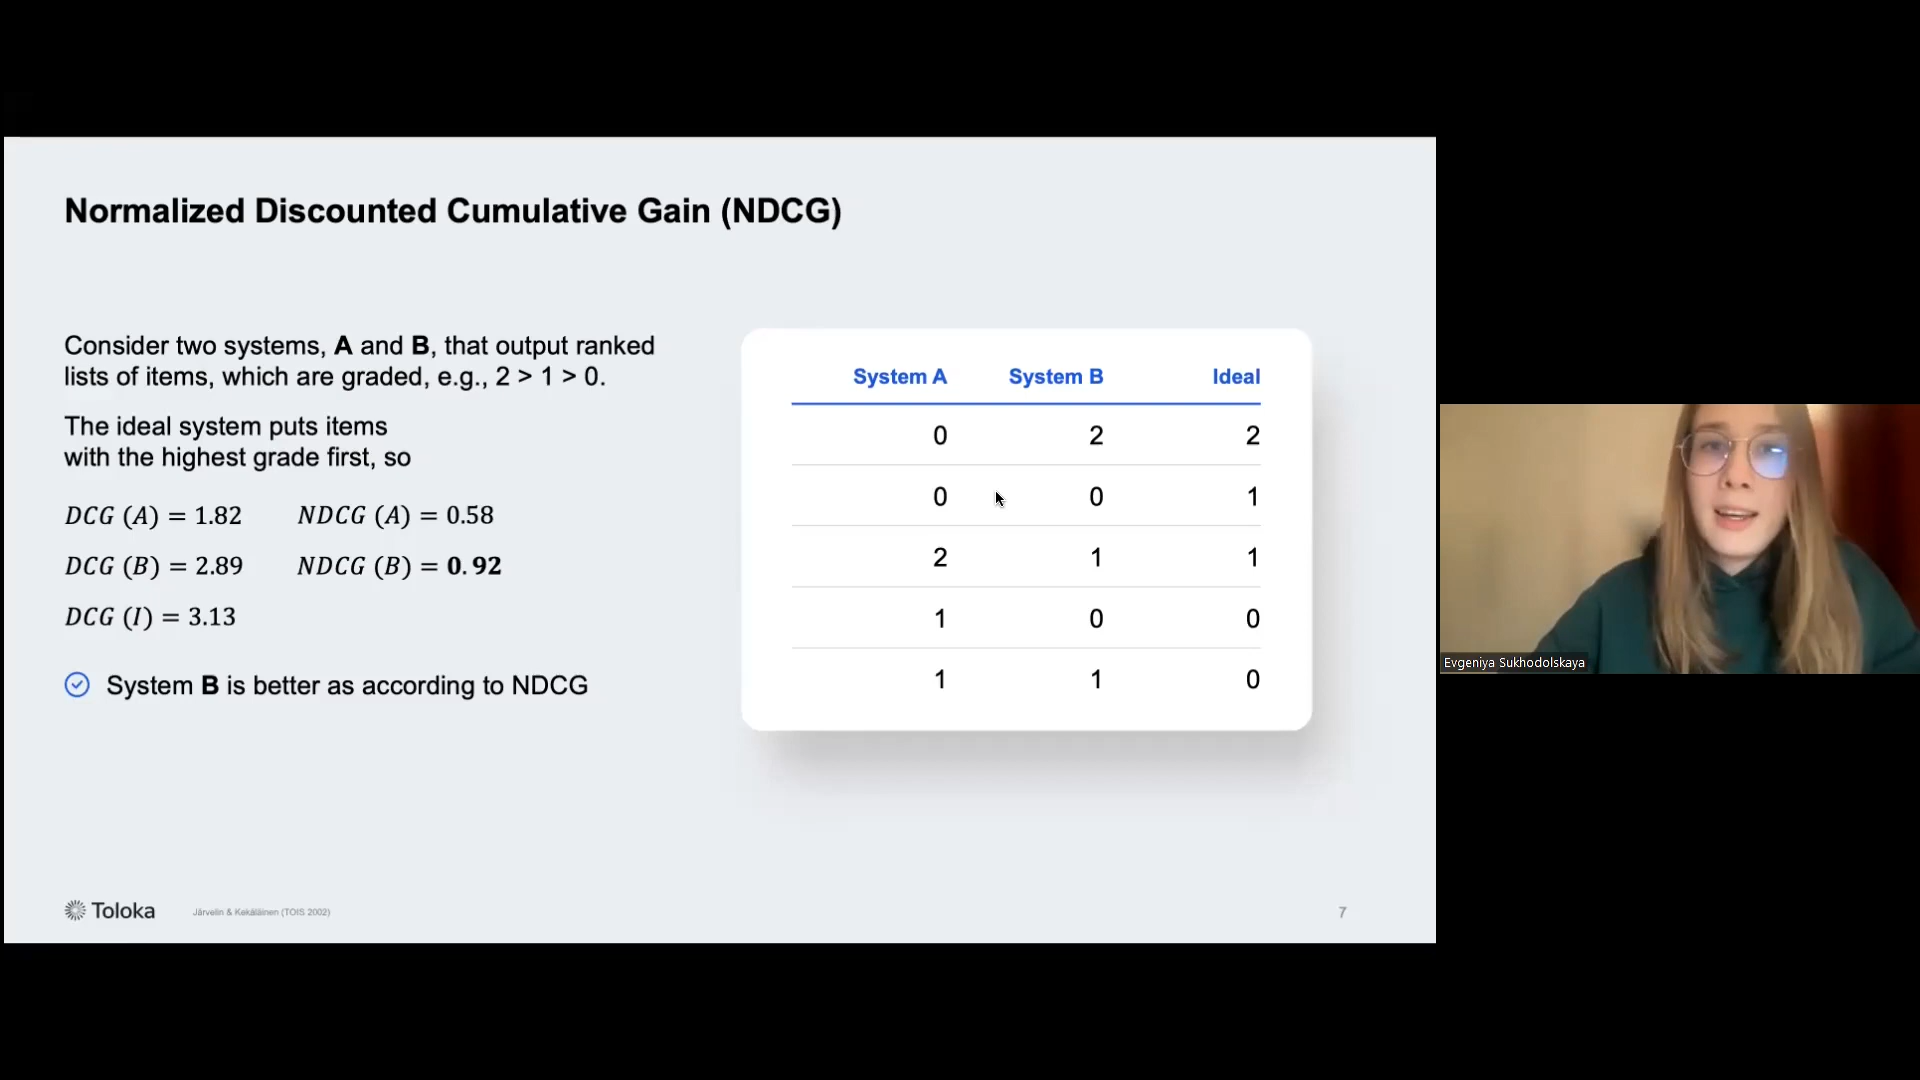 Normalized Discounted Cumulative Gain (NDCG)
Consider two systems, A and B, that output ranked
lists of items, which are graded, e.g., 2 > 1 > 0.
The ideal system puts items
with the highest grade first, so
DCG (A) = 1.82 NDCG (A) = 0.58
DCG (B) = 2.89 NDCG (B) = 0.92
DCG (I) = 3.13
System B is better as according to NDCG
System A System B Ideal
0 2 2
0 0 1
2 1 1
1 0 0
1 1 0
Toloka
Järvelin & Kekäläinen (TOIS 2002)
7
Evgeniya Sukhodolskaya